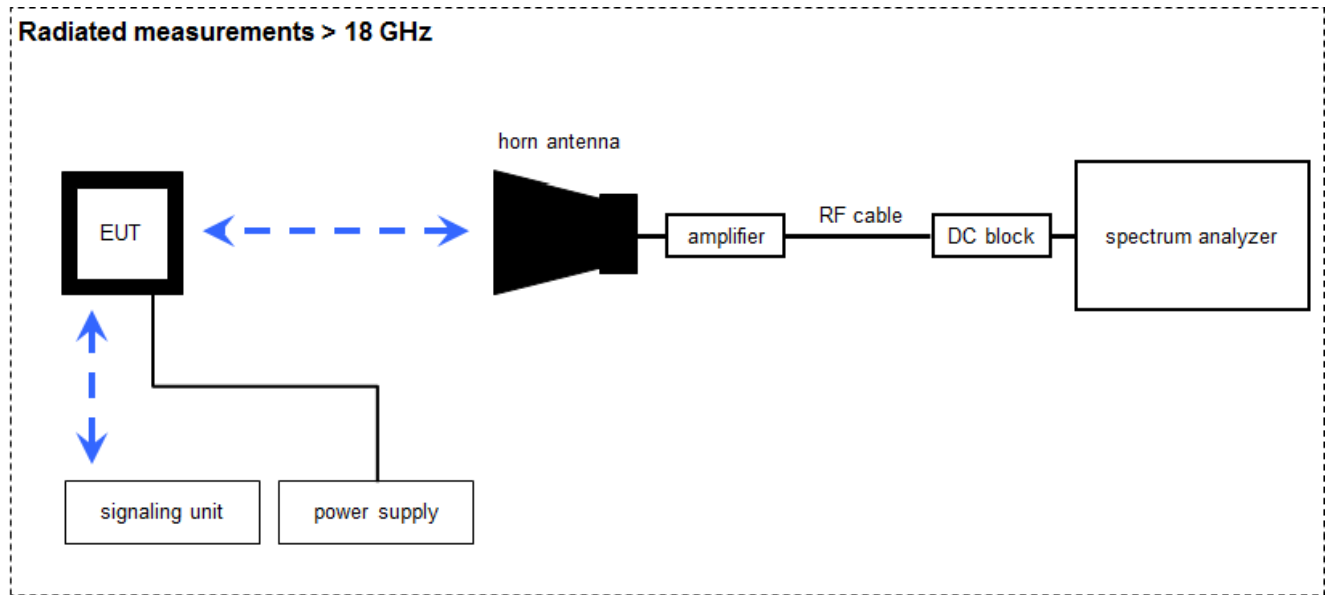 Radiated measurements > 18 GHz
horn antenna
EUT
amplifier
RF cable
DC block
spectrum analyzer
signaling unit
power supply